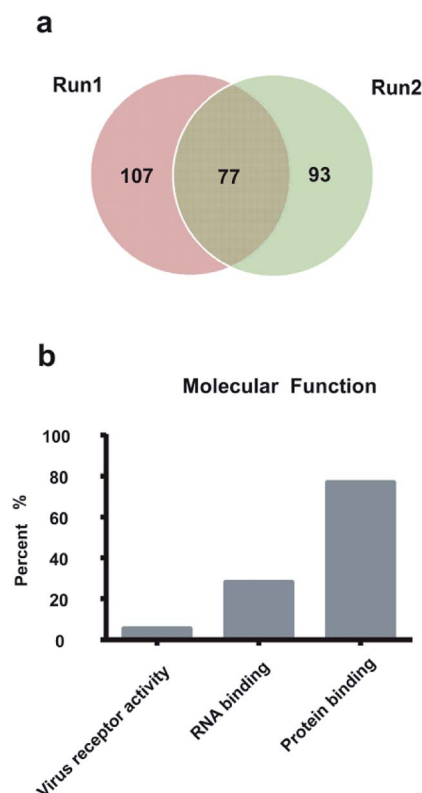 a
Run1
Run2
107
77
93
b
Molecular Function
Percent %
100
80
60
40
20
0
Virus receptor activity
RNA binding
Protein binding